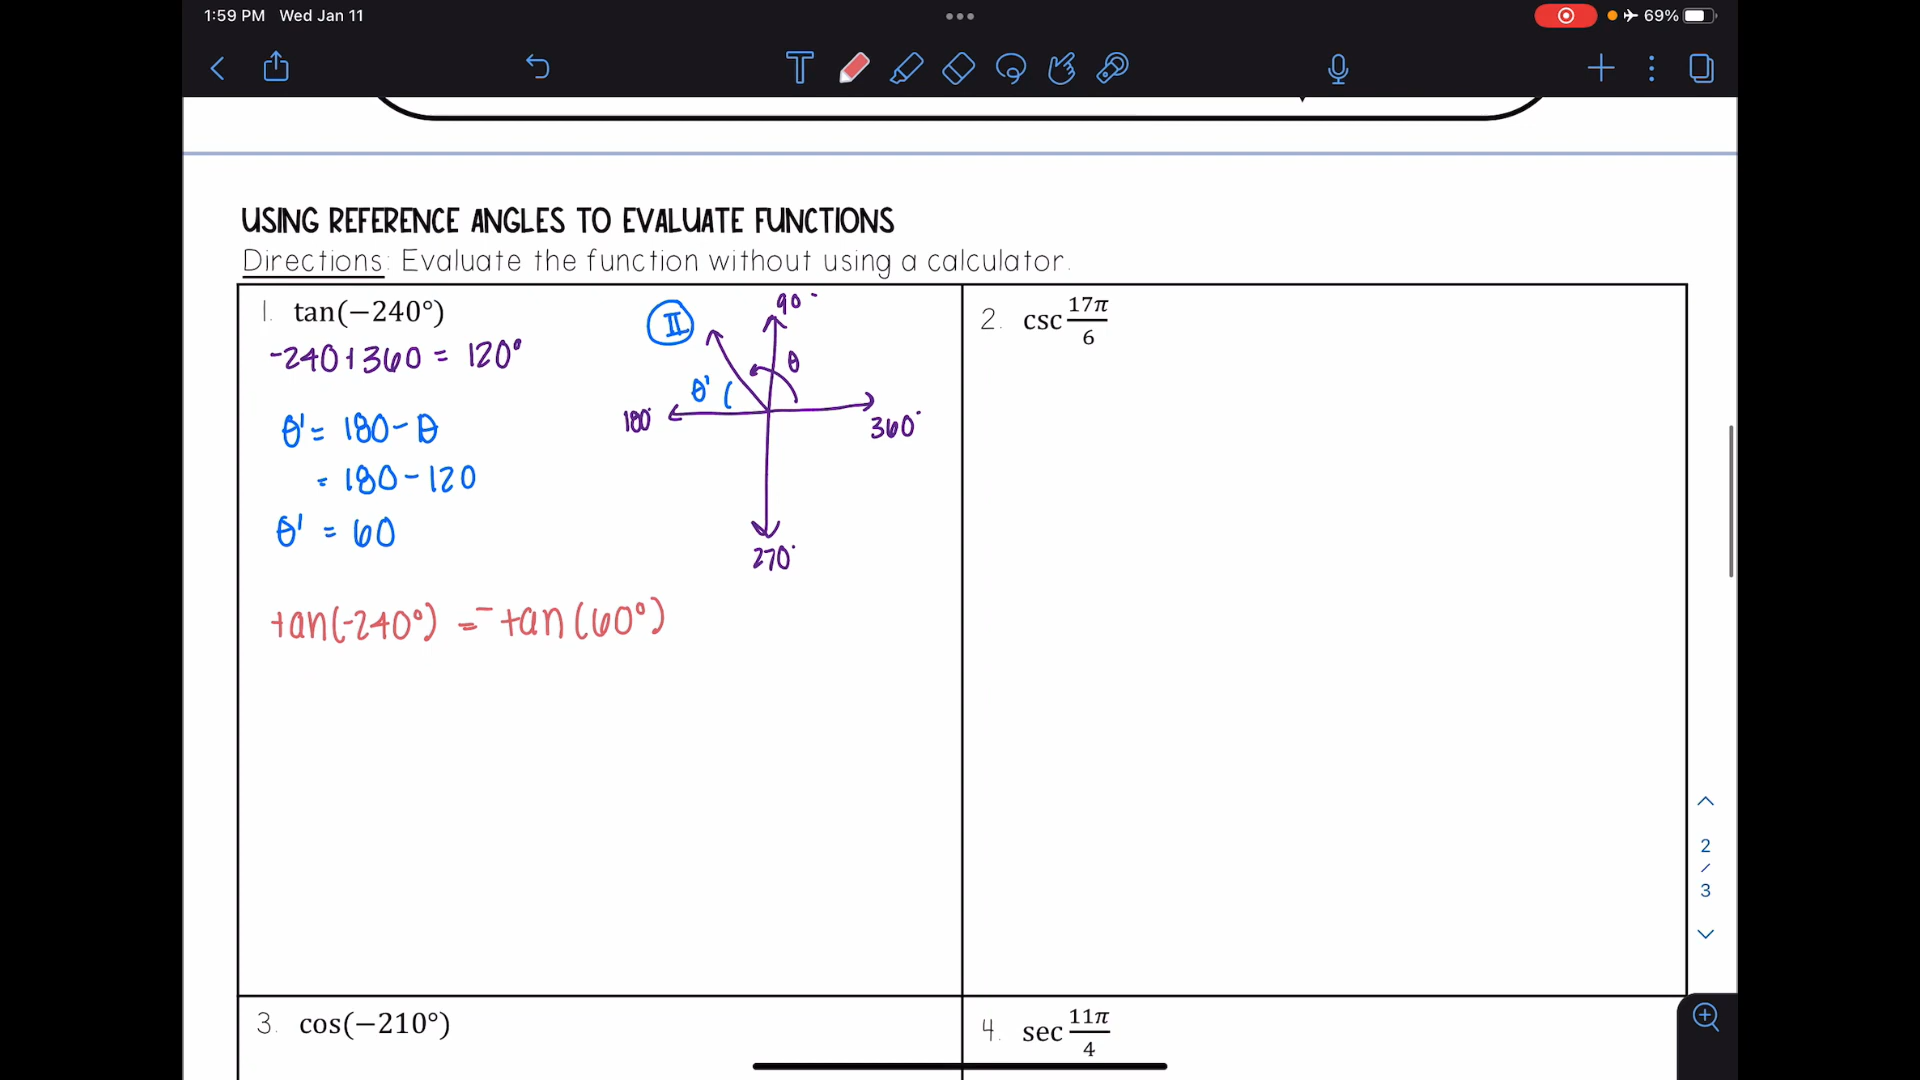 1:59 PM Wed Jan 11
69%
USING REFERENCE ANGLES TO EVALUATE FUNCTIONS
Directions: Evaluate the function without using a calculator.
1. tan(−240°)
-240+360 = 120°
θ' = 180-θ
= 180-120
θ' = 60
tan(-240°) = -tan(60°)
II
90°
θ
θ'
180°
360°
270°
2. csc 17π/6
3. cos(−210°)
4. sec 11π/4
2
/
3